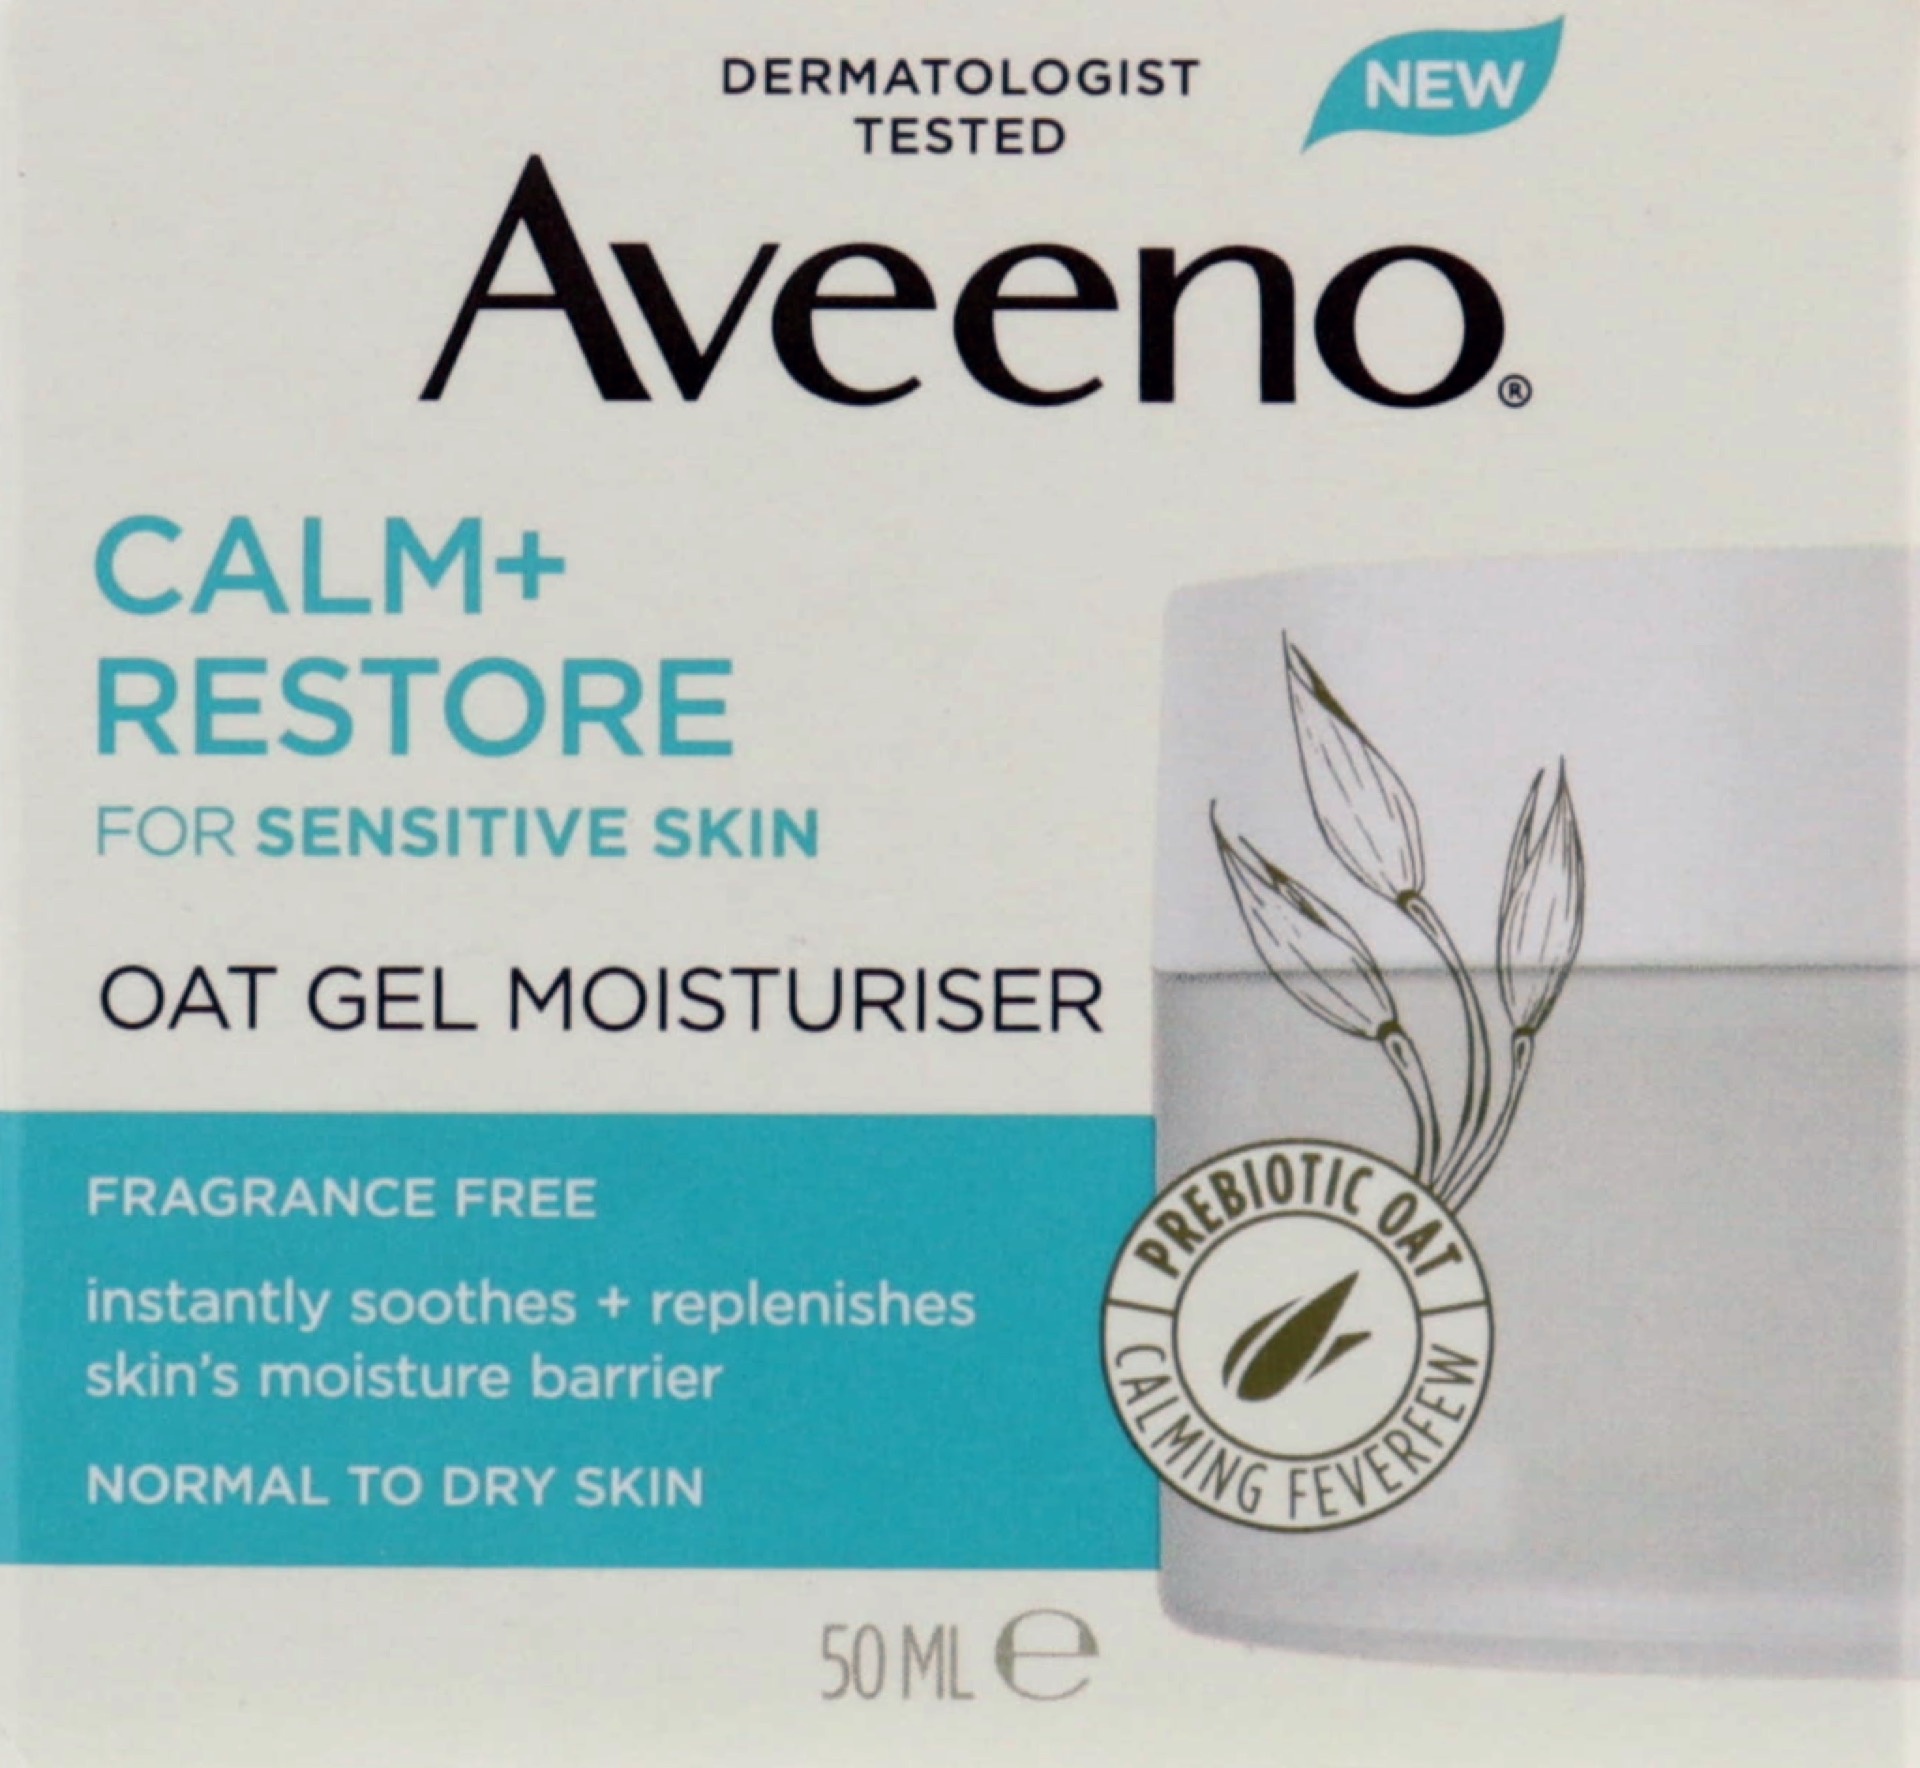 DERMATOLOGIST
TESTED
NEW
Aveeno®
CALM+
RESTORE
FOR SENSITIVE SKIN
OAT GEL MOISTURISER
FRAGRANCE FREE
instantly soothes + replenishes
skin's moisture barrier
NORMAL TO DRY SKIN
PREBIOTIC OAT
CALMING FEVERFEW
50 ML e